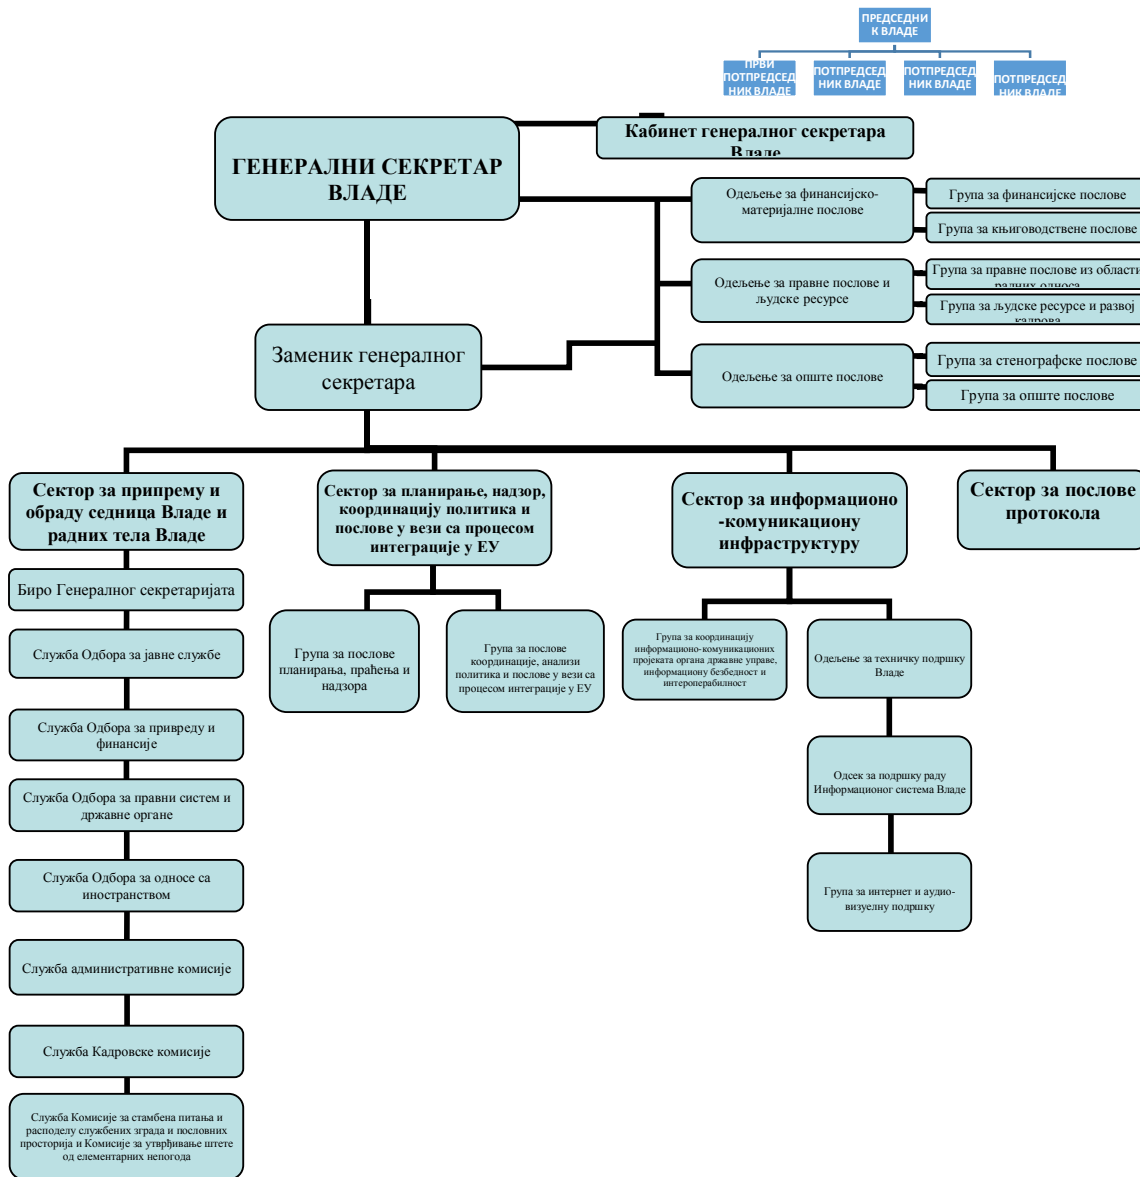 ПРЕДСЕДНИ
К ВЛАДЕ
ПРВИ
ПОТПРЕДСЕД
НИК ВЛАДЕ
ПОТПРЕДСЕД
НИК ВЛАДЕ
ПОТПРЕДСЕД
НИК ВЛАДЕ
ПОТПРЕДСЕД
НИК ВЛАДЕ
Кабинет генералног секретара
Владе
ГЕНЕРАЛНИ СЕКРЕТАР
ВЛАДЕ
Одељење за финансијско-
материјалне послове
Група за финансијске послове
Група за књиговодствене послове
Одељење за правне послове и
људске ресурсе
Група за правне послове из области
радних односа
Група за људске ресурсе и развој
кадрова
Заменик генералног
секретара
Одељење за опште послове
Група за стенографске послове
Група за опште послове
Сектор за припрему и
обраду седница Владе и
радних тела Владе
Биро Генералног секретаријата
Служба Одбора за јавне службе
Служба Одбора за привреду и
финансије
Служба Одбора за правни систем и
државне органе
Служба Одбора за односе са
иностранством
Служба административне комисије
Служба Кадровске комисије
Служба Комисије за стамбена питања и
расподелу службених зграда и пословних
просторија и Комисије за утврђивање штете
од елементарних непогода
Сектор за планирање, надзор,
координацију политика и
послове у вези са процесом
интеграције у ЕУ
Група за послове
планирања, праћења и
надзора
Група за послове
координације, анализи
политика и послове у вези са
процесом интеграције у ЕУ
Сектор за информационо
-комуникациону
инфраструктуру
Група за координацију
информационо-комуникационих
пројеката органа државне управе,
информациону безбедност и
интероперабилност
Одељење за техничку подршку
Владе
Одсек за подршку раду
Информационог система Владе
Група за интернет и аудио-
визуелну подршку
Сектор за послове
протокола